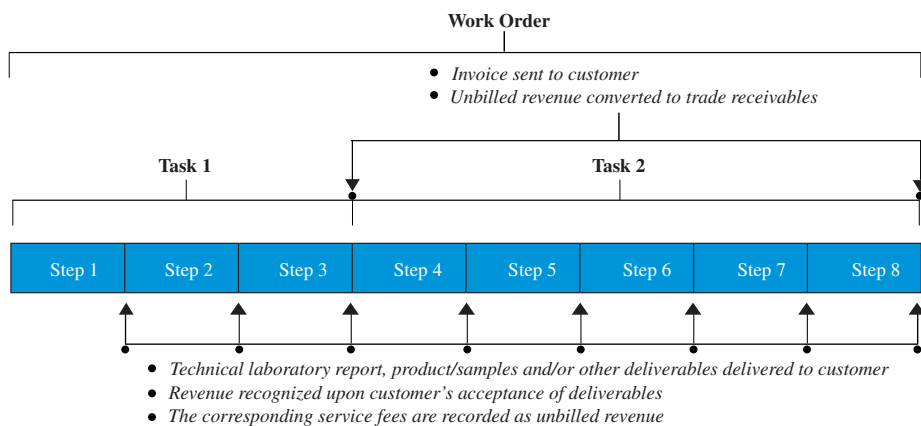 Work Order
• Invoice sent to customer
• Unbilled revenue converted to trade receivables
Task 1
Task 2
Step 1
Step 2
Step 3
Step 4
Step 5
Step 6
Step 7
Step 8
• Technical laboratory report, product/samples and/or other deliverables delivered to customer
• Revenue recognized upon customer’s acceptance of deliverables
• The corresponding service fees are recorded as unbilled revenue